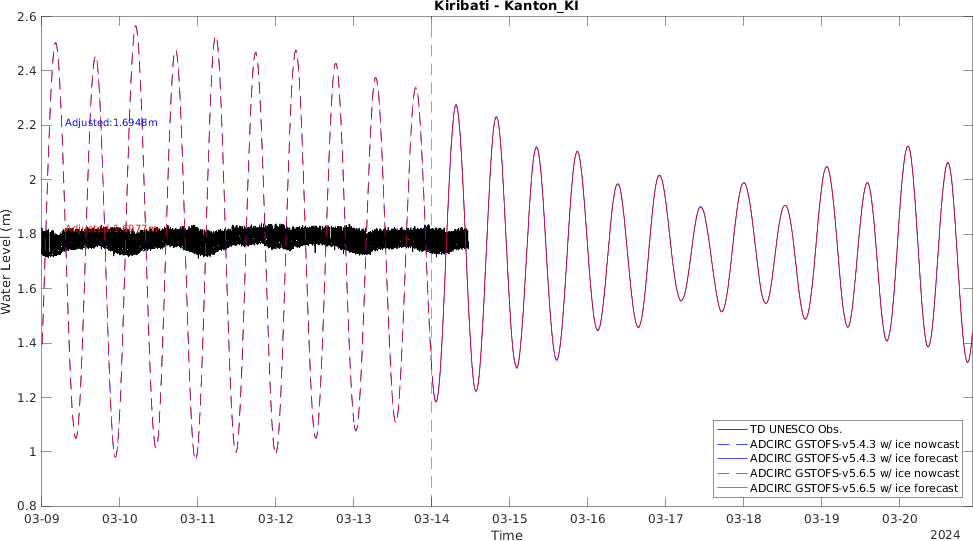 Kiribati - Kanton_KI
2.6
2.4
2.2
2
1.8
1.6
1.4
1.2
1
0.8
Water Level (m)
Adjusted:1.6948m
03-09
03-10
03-11
03-12
03-13
03-14
03-15
03-16
03-17
03-18
03-19
03-20
Time
2024
TD UNESCO Obs.
ADCIRC GSTOFS-v5.4.3 w/ ice nowcast
ADCIRC GSTOFS-v5.4.3 w/ ice forecast
ADCIRC GSTOFS-v5.6.5 w/ ice nowcast
ADCIRC GSTOFS-v5.6.5 w/ ice forecast